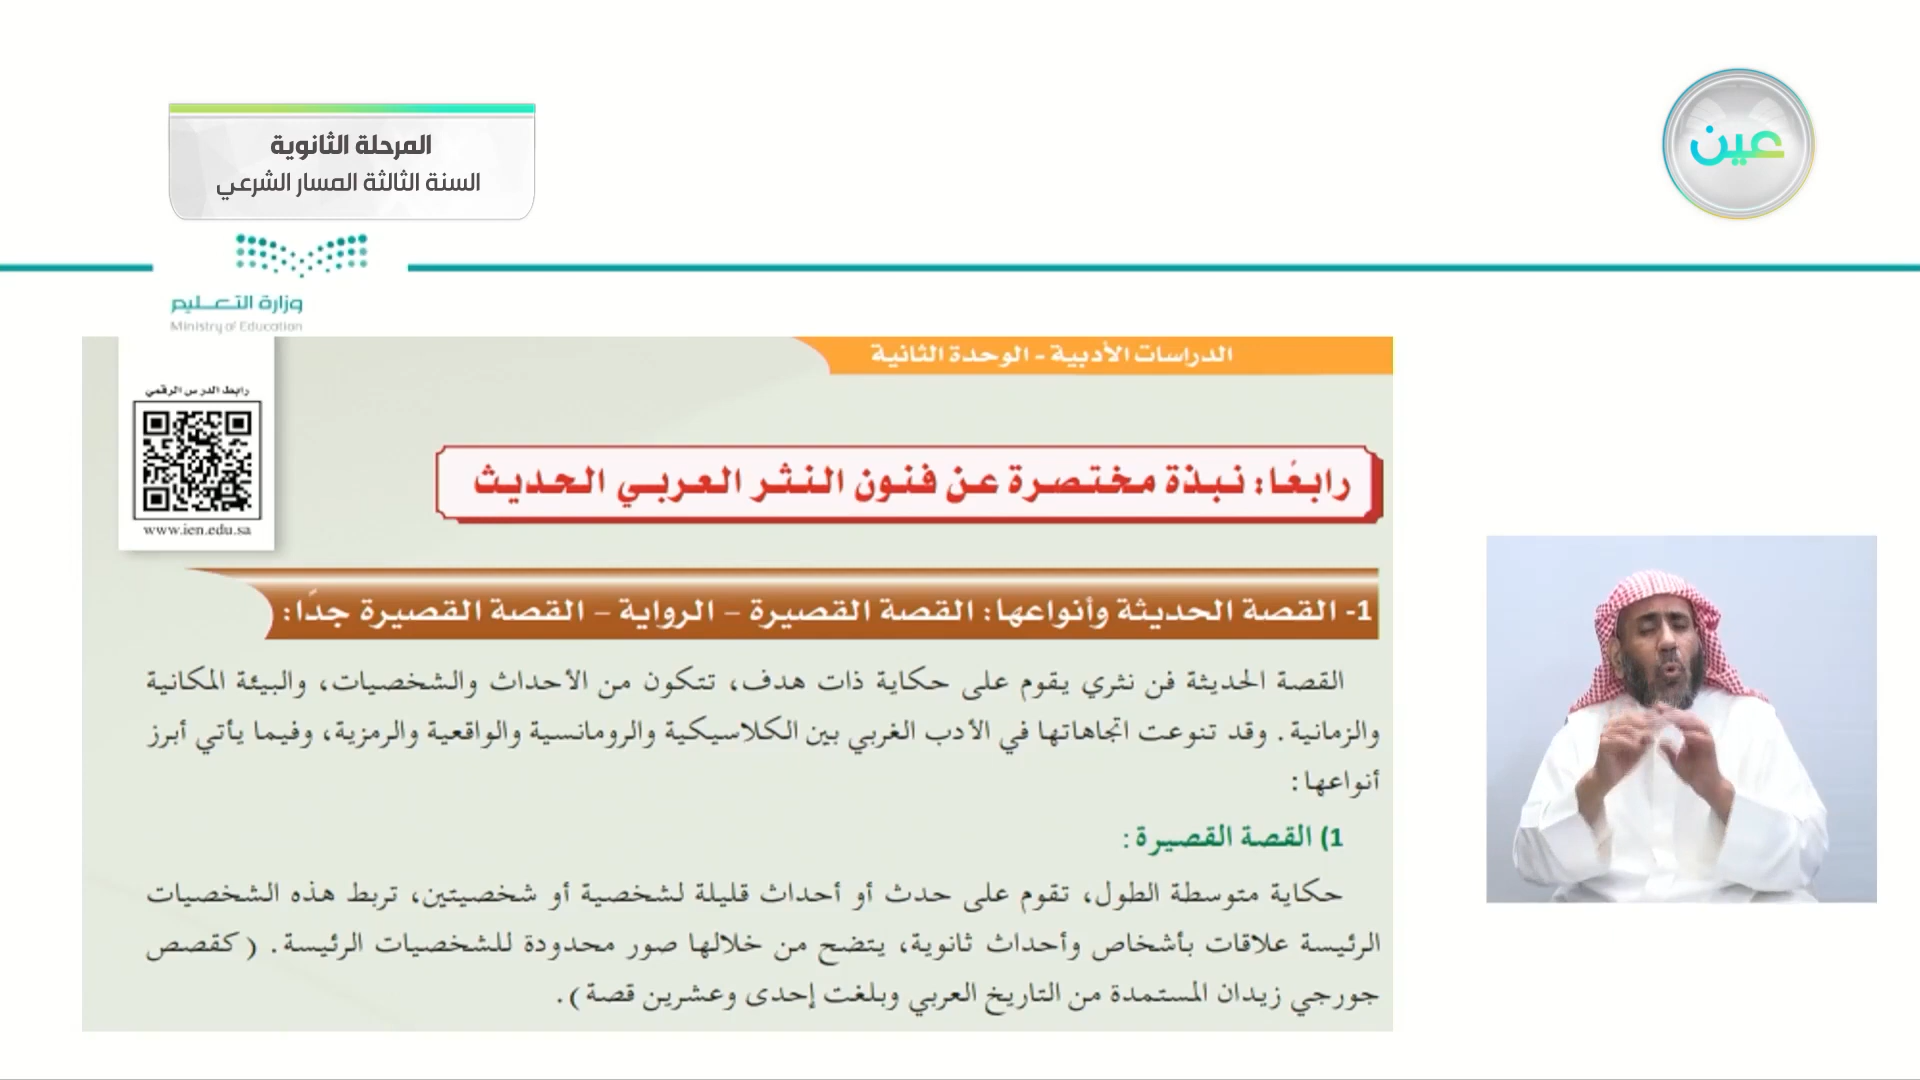 المرحلة الثانوية
السنة الثالثة المسار الشرعي
عين
وزارة التعليم
Ministry of Education
الدراسات الأدبية - الوحدة الثانية
رابط الدرس الرقمي
www.ien.edu.sa
رابعًا: نبذة مختصرة عن فنون النثر العربي الحديث
1- القصة الحديثة وأنواعها: القصة القصيرة – الرواية – القصة القصيرة جدًا:
القصة الحديثة فن نثري يقوم على حكاية ذات هدف، تتكون من الأحداث والشخصيات، والبيئة المكانية
والزمانية. وقد تنوعت اتجاهاتها في الأدب الغربي بين الكلاسيكية والرومانسية والواقعية والرمزية، وفيما يأتي أبرز
أنواعها:
1) القصة القصيرة:
حكاية متوسطة الطول، تقوم على حدث أو أحداث قليلة لشخصية أو شخصيتين، تربط هذه الشخصيات
الرئيسة علاقات بأشخاص وأحداث ثانوية، يتضح من خلالها صور محدودة للشخصيات الرئيسة. (كقصص
جورجي زيدان المستمدة من التاريخ العربي وبلغت إحدى وعشرين قصة).